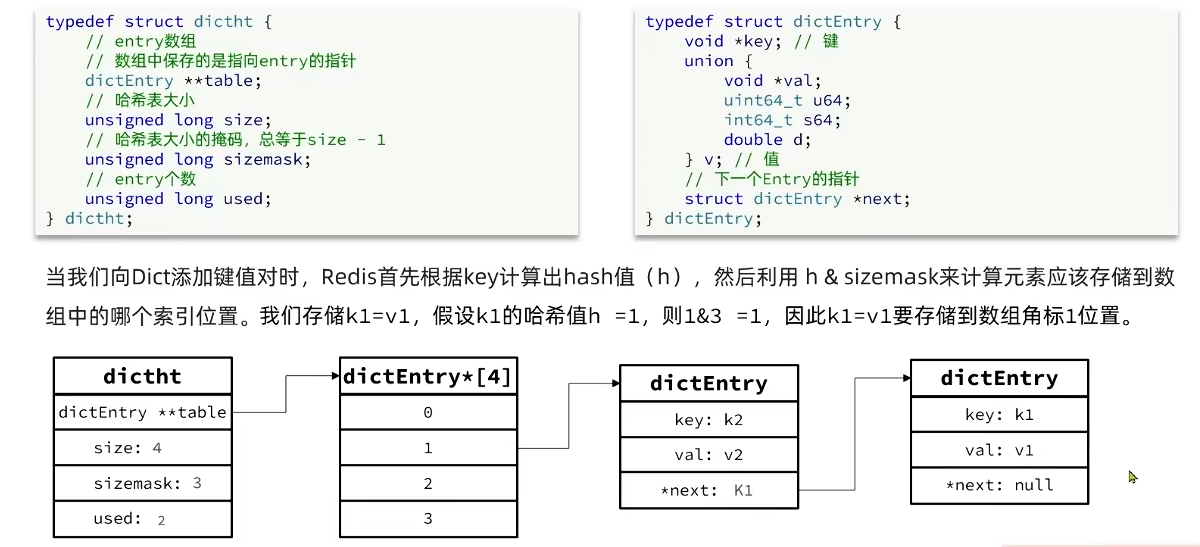 typedef struct dictht {
    // entry数组
    // 数组中保存的是指向entry的指针
    dictEntry **table;
    // 哈希表大小
    unsigned long size;
    // 哈希表大小的掩码，总等于size - 1
    unsigned long sizemask;
    // entry个数
    unsigned long used;
} dictht;
typedef struct dictEntry {
    void *key; // 键
    union {
        void *val;
        uint64_t u64;
        int64_t s64;
        double d;
    } v; // 值
    // 下一个Entry的指针
    struct dictEntry *next;
} dictEntry;
当我们向Dict添加键值对时，Redis首先根据key计算出hash值（h），然后利用 h & sizemask来计算元素应该存储到数
组中的哪个索引位置。我们存储k1=v1，假设k1的哈希值h =1，则1&3 =1，因此k1=v1要存储到数组角标1位置。
dictht
dictEntry **table
size: 4
sizemask: 3
used: 2
dictEntry*[4]
0
1
2
3
dictEntry
key: k2
val: v2
*next: K1
dictEntry
key: k1
val: v1
*next: null